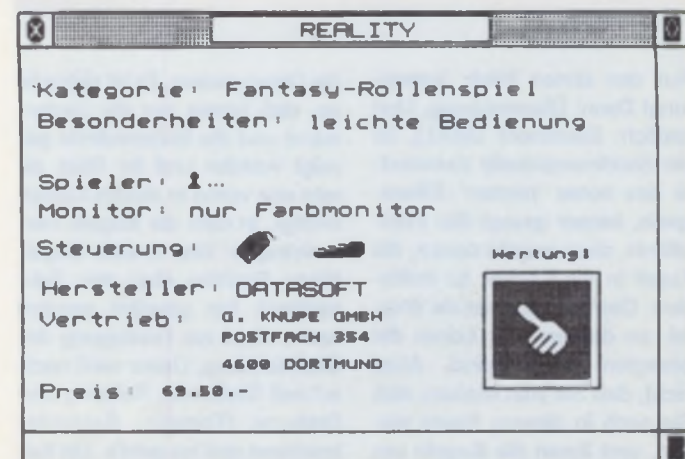 REALITY
Kategorie: Fantasy-Rollenspiel
Besonderheiten: leichte Bedienung
Spieler: 1...
Monitor: nur Farbmonitor
Steuerung:
Wertung:
Hersteller: DATASOFT
Vertrieb: G. KNUPE GMBH
POSTFACH 354
4600 DORTMUND
Preis: 69.50.-